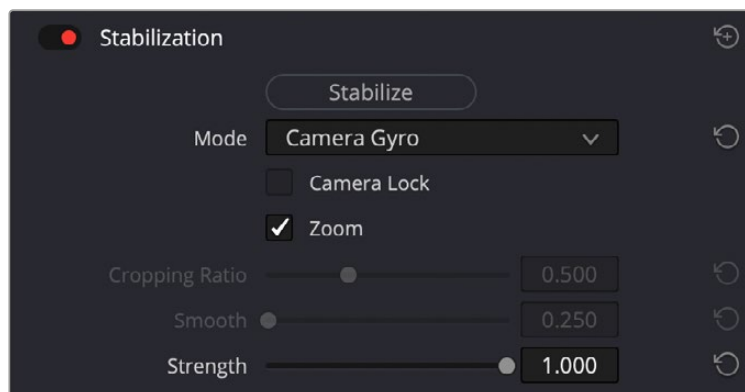 Stabilization
Stabilize
Mode Camera Gyro
Camera Lock
Zoom
Cropping Ratio 0.500
Smooth 0.250
Strength 1.000